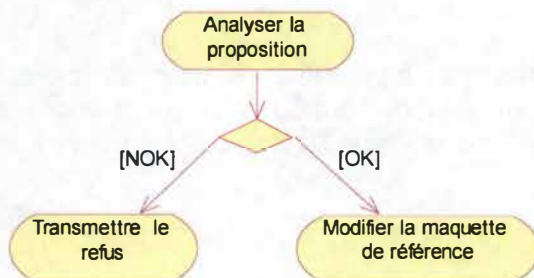 Analyser la
proposition
[NOK]
[OK]
Transmettre le
refus
Modifier la maquette
de référence